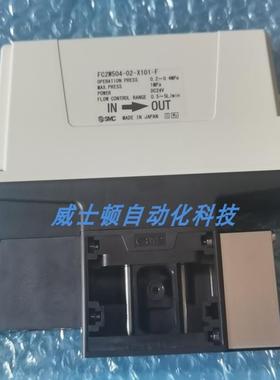 FC2W504-02-X101-F
OPERATION PRESS 0.2~0.4MPa
MAX.PRESS 1MPa
POWER DC24V
FLOW CONTROL RANGE 0.5~5L/min
IN → OUT
SMC MADE IN JAPAN
威士顿自动化科技